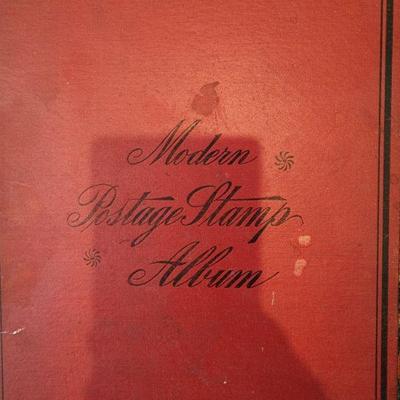 Modern
Postage Stamp
Album